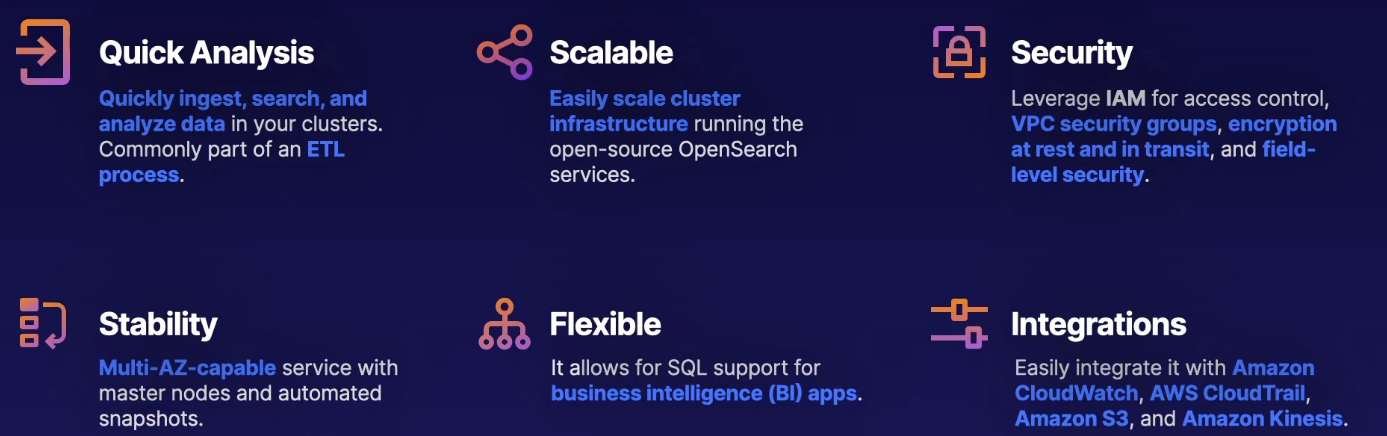 Quick Analysis
Quickly ingest, search, and
analyze data in your clusters.
Commonly part of an ETL
process.
Scalable
Easily scale cluster
infrastructure running the
open-source OpenSearch
services.
Security
Leverage IAM for access control,
VPC security groups, encryption
at rest and in transit, and field-
level security.
Stability
Multi-AZ-capable service with
master nodes and automated
snapshots.
Flexible
It allows for SQL support for
business intelligence (BI) apps.
Integrations
Easily integrate it with Amazon
CloudWatch, AWS CloudTrail,
Amazon S3, and Amazon Kinesis.